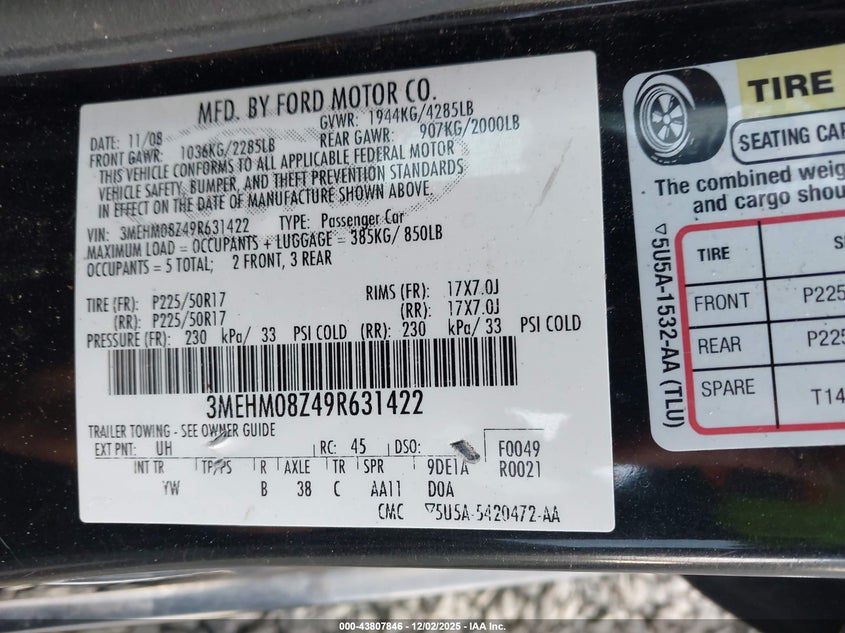 MFD. BY FORD MOTOR CO.
DATE: 11/08 GVWR: 1944KG/4285LB
FRONT GAWR: 1036KG/2285LB REAR GAWR: 907KG/2000LB
THIS VEHICLE CONFORMS TO ALL APPLICABLE FEDERAL MOTOR
VEHICLE SAFETY, BUMPER, AND THEFT PREVENTION STANDARDS
IN EFFECT ON THE DATE OF MANUFACTURE SHOWN ABOVE.
VIN: 3MEHM08Z49R631422 TYPE: Passenger Car
MAXIMUM LOAD = OCCUPANTS + LUGGAGE = 385KG/ 850LB
OCCUPANTS = 5 TOTAL; 2 FRONT, 3 REAR
TIRE (FR): P225/50R17 RIMS (FR): 17X7.0J
(RR): P225/50R17 (RR): 17X7.0J
PRESSURE (FR): 230 kPa/ 33 PSI COLD (RR): 230 kPa/ 33 PSI COLD
3MEHM08Z49R631422
TRAILER TOWING - SEE OWNER GUIDE
EXT PNT: UH RC: 45 DSO: F0049
INT TR TP/PS R AXLE TR SPR 9DE1A R0021
YW B 38 C AA11 D0A
CMC 5U5A-5420472-AA
TIRE
SEATING
The combined
and cargo
5U5A-1532-AA (TLU)
TIRE
FRONT P225
REAR P225
SPARE T14
000-43807846 - 12/02/2025 - IAA Inc.